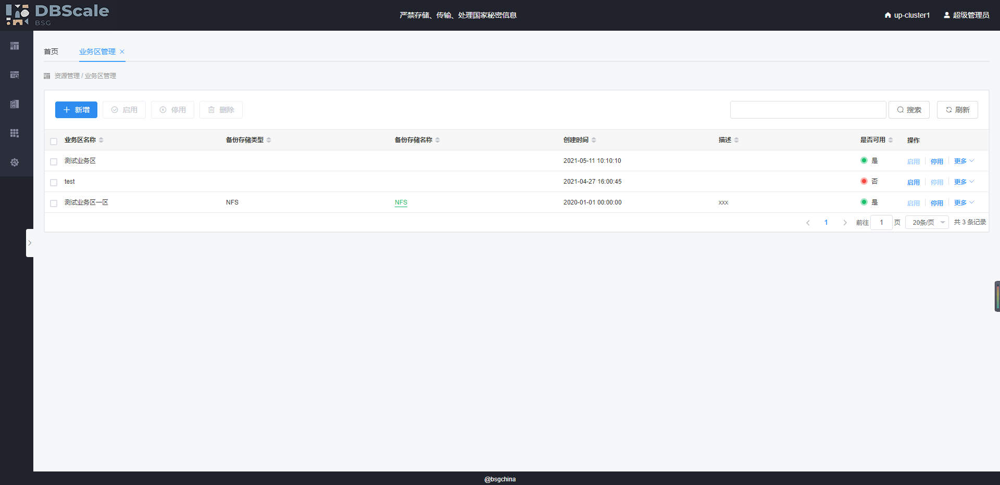 DBScale
BSG
严禁存储、传输、处理国家秘密信息
up-cluster1 超级管理员
首页 业务区管理
资源管理 / 业务区管理
新增 启用 停用 删除 搜索 刷新
业务区名称 备份存储类型 备份存储名称 创建时间 描述 是否可用 操作
测试业务区 2021-05-11 10:10:10 是 启用 停用 更多
test 2021-04-27 16:00:45 否 启用 停用 更多
测试业务区一区 NFS NFS 2020-01-01 00:00:00 xxx 是 启用 停用 更多
1 前往 1 页 20条/页 共 3 条记录
@bsgchina